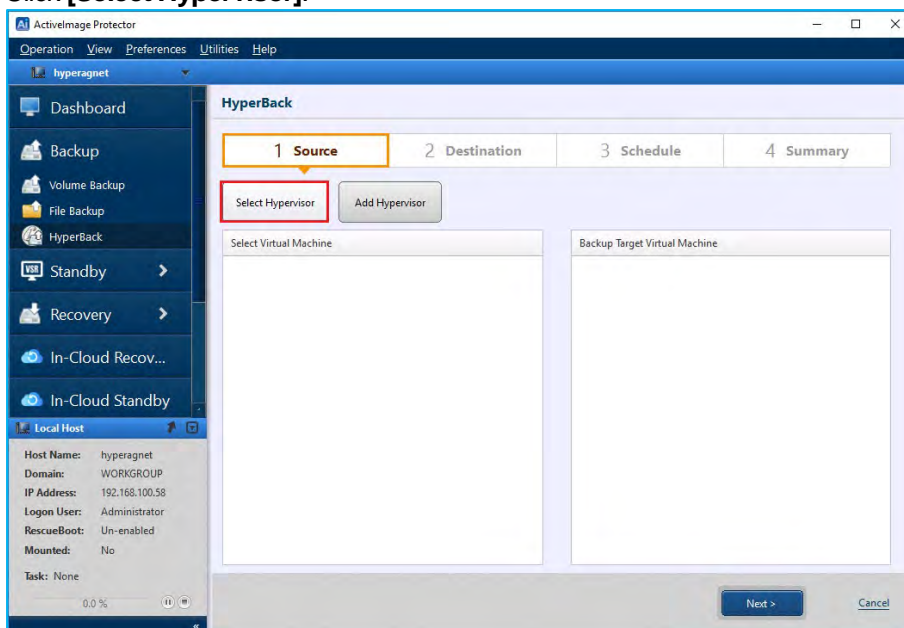 Click [Select Hypervisor].
ActiveImage Protector
Operation View Preferences Utilities Help
hyperagnet
Dashboard
Backup
Volume Backup
File Backup
HyperBack
Standby
Recovery
In-Cloud Recov...
In-Cloud Standby
Local Host
Host Name: hyperagnet
Domain: WORKGROUP
IP Address: 192.168.100.58
Logon User: Administrator
RescueBoot: Un-enabled
Mounted: No
Task: None
0.0 %
HyperBack
1 Source 2 Destination 3 Schedule 4 Summary
Select Hypervisor Add Hypervisor
Select Virtual Machine Backup Target Virtual Machine
Next > Cancel